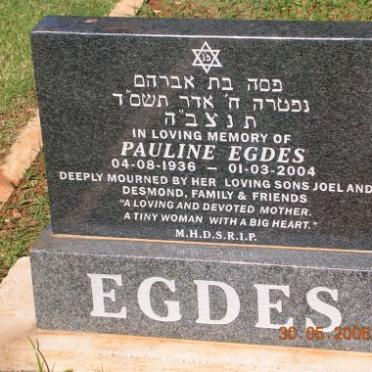 פ נ
פסה בת אברהם
נפטרה ח' אדר תשס"ד
ת נ צ ב" ה
IN LOVING MEMORY OF
PAULINE EGDES
04-08-1936 – 01-03-2004
DEEPLY MOURNED BY HER LOVING SONS JOEL AND
DESMOND, FAMILY & FRIENDS
"A LOVING AND DEVOTED MOTHER.
A TINY WOMAN WITH A BIG HEART."
M.H.D.S.R.I.P.
EGDES
30 05 2006